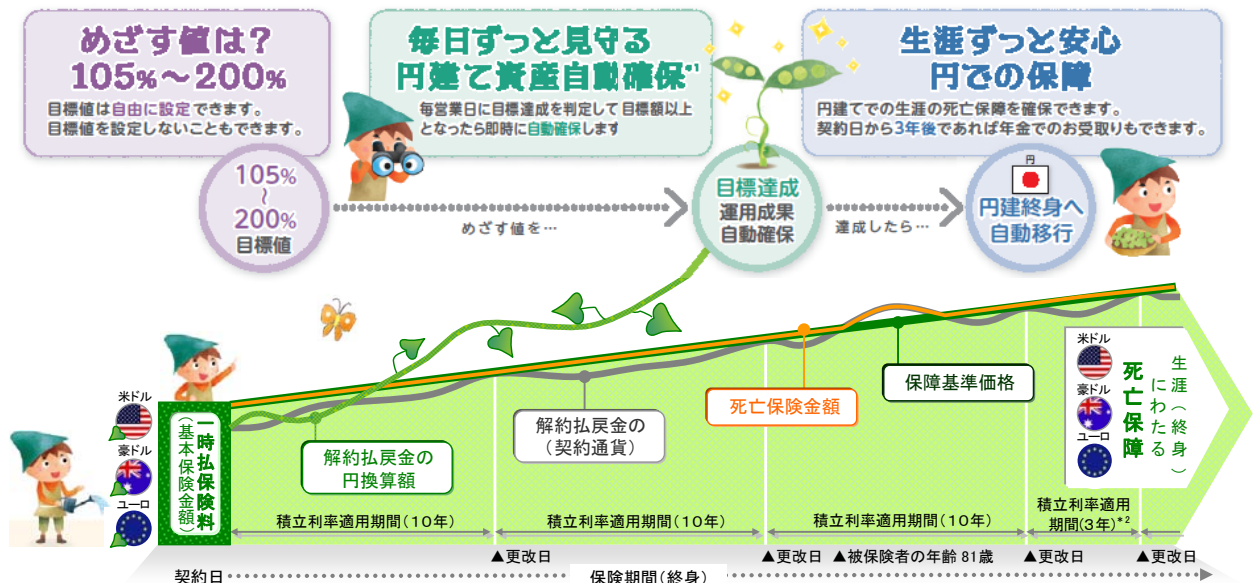 めざす値は?
105%～200%
目標値は自由に設定できます。
目標値を設定しないこともできます。
毎日ずっと見守る
円建て資産自動確保*1
毎営業日に目標達成を判定して目標額以上
となったら即時に自動確保します
生涯ずっと安心
円での保障
円建てでの生涯の死亡保障を確保できます。
契約日から3年後であれば年金でのお受取りもできます。
105%
～
200%
目標値
めざす値を…
目標達成
運用成果
自動確保
達成したら…
円
円建終身へ
自動移行
米ドル
豪ドル
ユーロ
一時払保険料
(基本保険金額)
解約払戻金の
円換算額
解約払戻金の
(契約通貨)
死亡保険金額
保障基準価格
米ドル
豪ドル
ユーロ
生涯(終身)
にわたる
死亡保障
積立利率適用期間(10年)
積立利率適用期間(10年)
積立利率適用期間(10年)
積立利率適用
期間(3年)*2
▲更改日
▲更改日
▲被保険者の年齢 81歳
▲更改日
▲更改日
契約日
保険期間(終身)